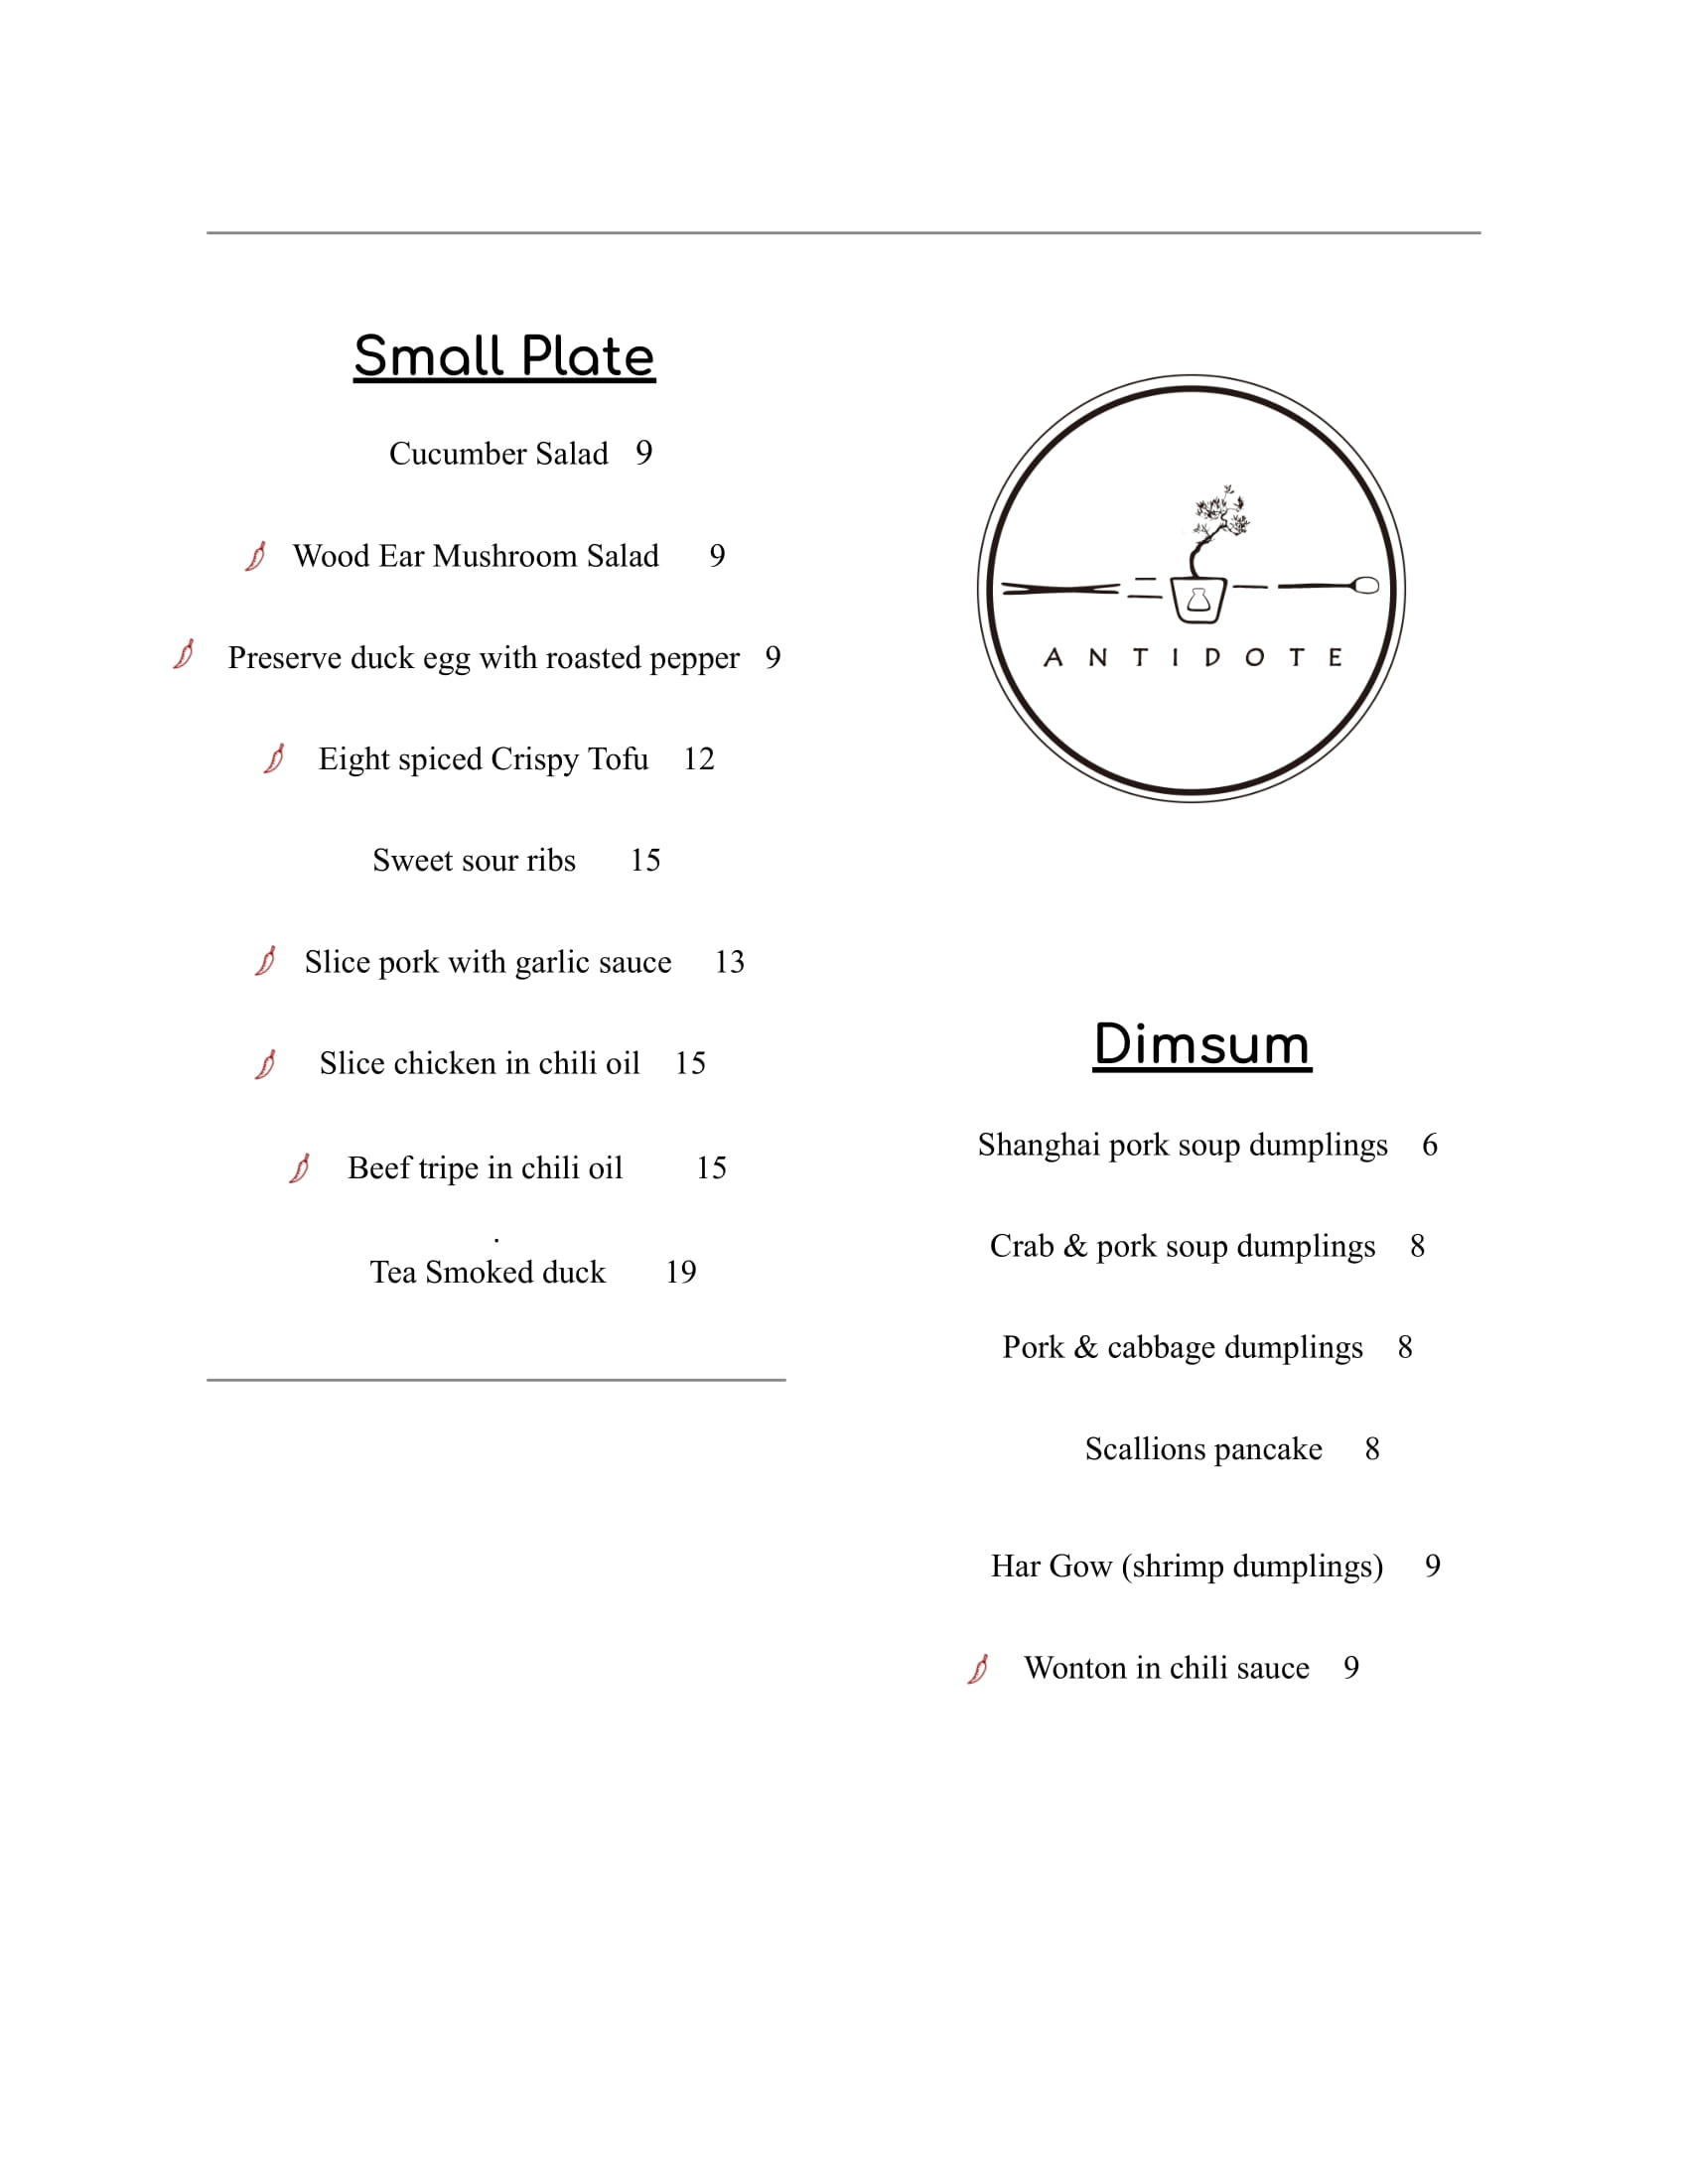 Small Plate
Cucumber Salad 9
Wood Ear Mushroom Salad 9
Preserve duck egg with roasted pepper 9
Eight spiced Crispy Tofu 12
Sweet sour ribs 15
Slice pork with garlic sauce 13
Slice chicken in chili oil 15
Beef tripe in chili oil 15
.
Tea Smoked duck 19
ANTIDOTE
Dimsum
Shanghai pork soup dumplings 6
Crab & pork soup dumplings 8
Pork & cabbage dumplings 8
Scallions pancake 8
Har Gow (shrimp dumplings) 9
Wonton in chili sauce 9